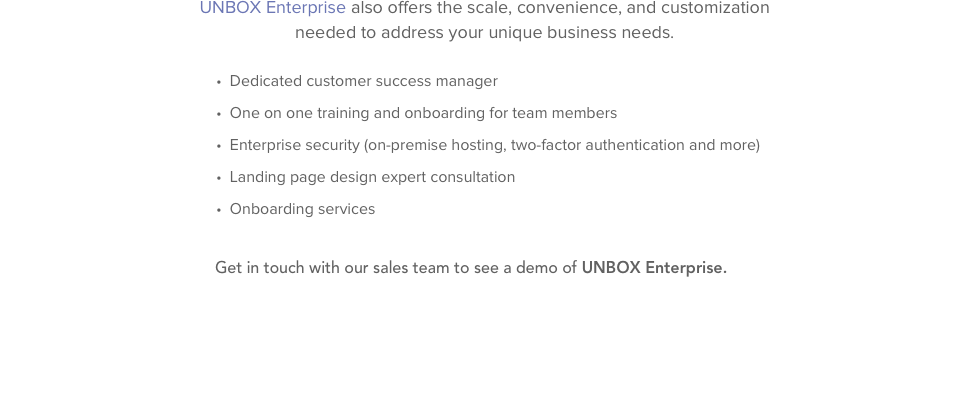 UNBOX Enterprise also offers the scale, convenience, and customization
needed to address your unique business needs.
• Dedicated customer success manager
• One on one training and onboarding for team members
• Enterprise security (on-premise hosting, two-factor authentication and more)
• Landing page design expert consultation
• Onboarding services
Get in touch with our sales team to see a demo of UNBOX Enterprise.